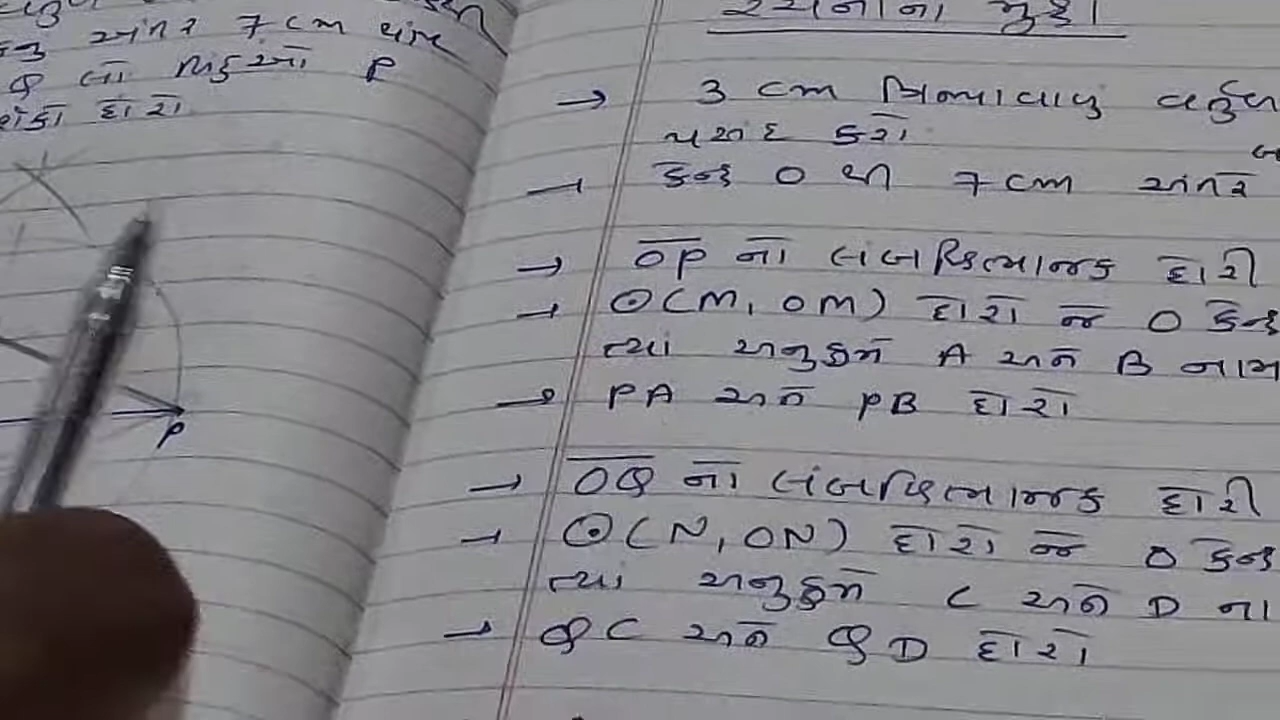 અંતર 7 cm
P
દોરો
P
રચનાના મુદ્દા
→ 3 cm ત્રિજ્યાવાળું વર્તુળ
પસંદ કરો
→ કેન્દ્ર O થી 7 cm અંતરે
→ OP ના લંબદ્વિભાજક દોરી
→ ⊙(M, OM) દોરો જે O કેન્દ્ર
ત્યાં અનુક્રમે A અને B નામ
→ PA અને PB દોરો
→ OQ ના લંબદ્વિભાજક દોરી
→ ⊙(N, ON) દોરો જે O કેન્દ્ર
ત્યાં અનુક્રમે C અને D ના
→ QC અને QD દોરો